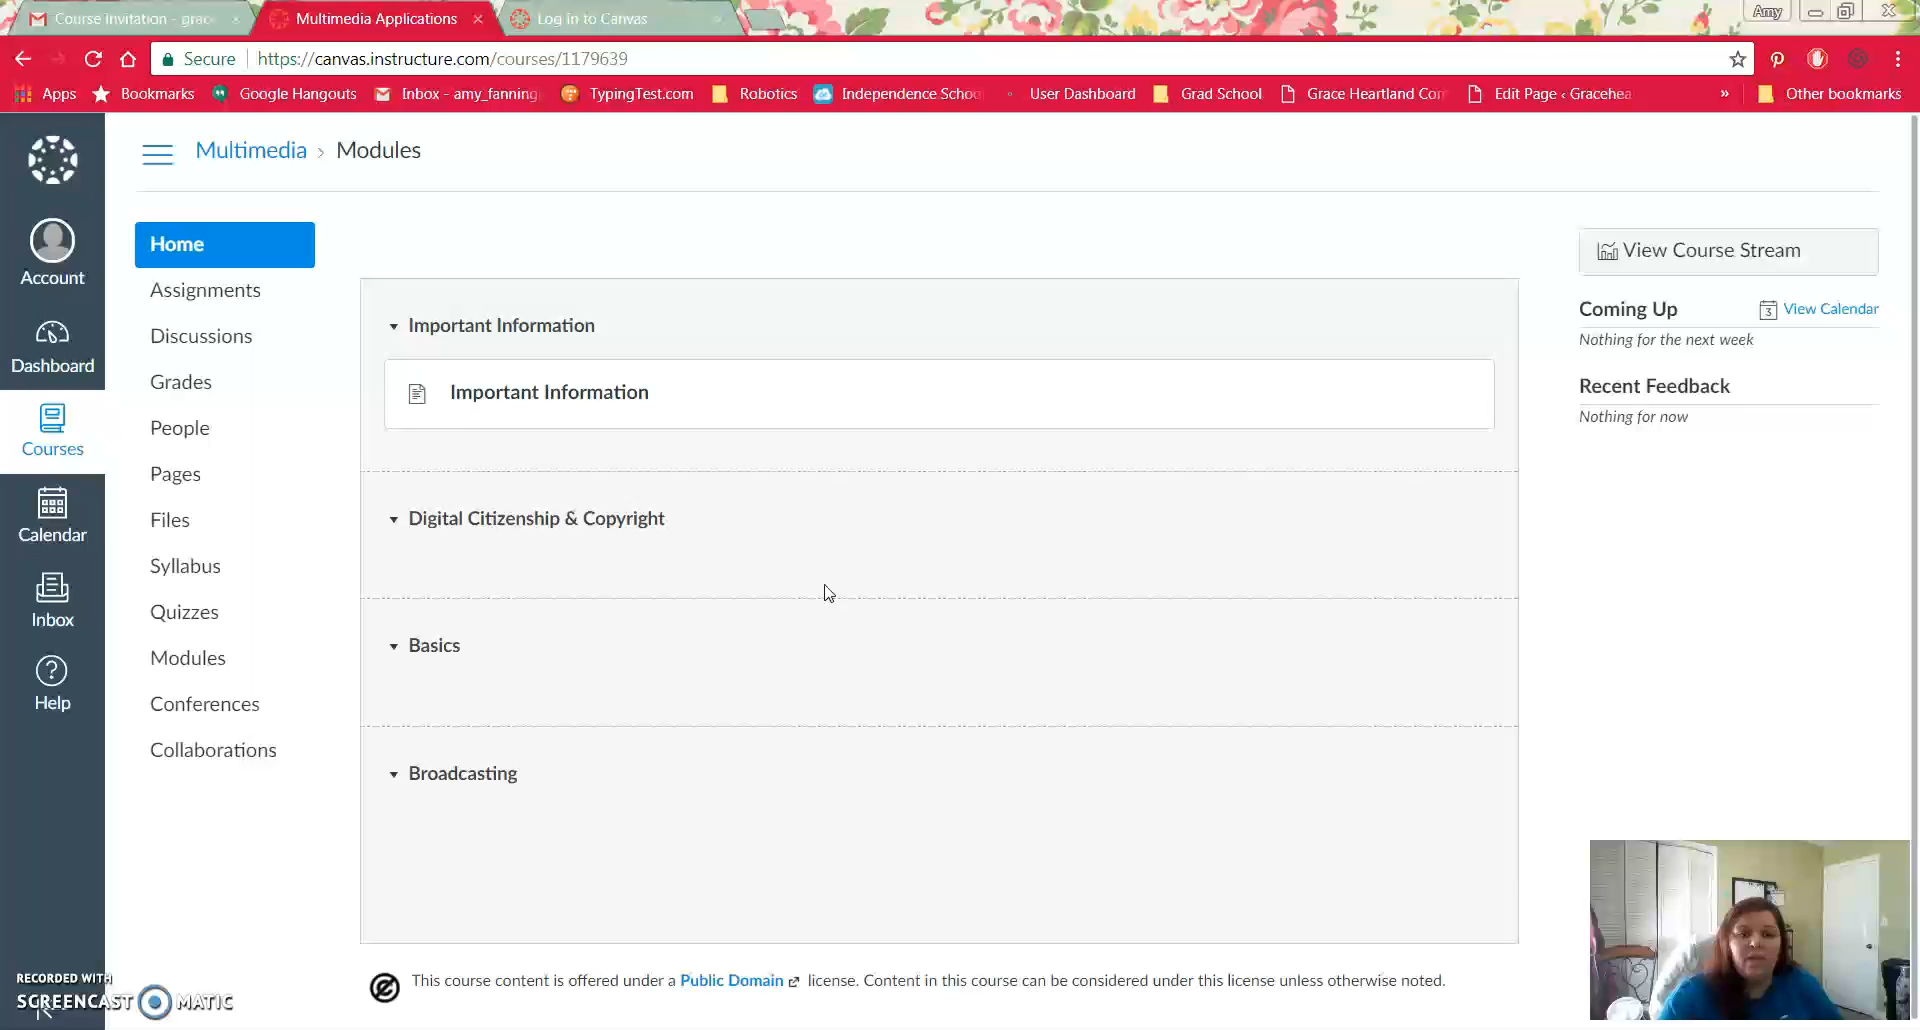 Course Invitation - grac
Multimedia Applications
Log in to Canvas
Amy
Secure
https://canvas.instructure.com/courses/1179639
Apps
Bookmarks
Google Hangouts
Inbox - amy_fanning
TypingTest.com
Robotics
Independence Schoo
User Dashboard
Grad School
Grace Heartland Com
Edit Page ‹ Gracehea
»
Other bookmarks
Multimedia › Modules
Account
Dashboard
Courses
Calendar
Inbox
Help
Home
Assignments
Discussions
Grades
People
Pages
Files
Syllabus
Quizzes
Modules
Conferences
Collaborations
Important Information
Important Information
Digital Citizenship & Copyright
Basics
Broadcasting
View Course Stream
Coming Up
3 View Calendar
Nothing for the next week
Recent Feedback
Nothing for now
This course content is offered under a Public Domain license. Content in this course can be considered under this license unless otherwise noted.
RECORDED WITH
SCREENCAST MATIC